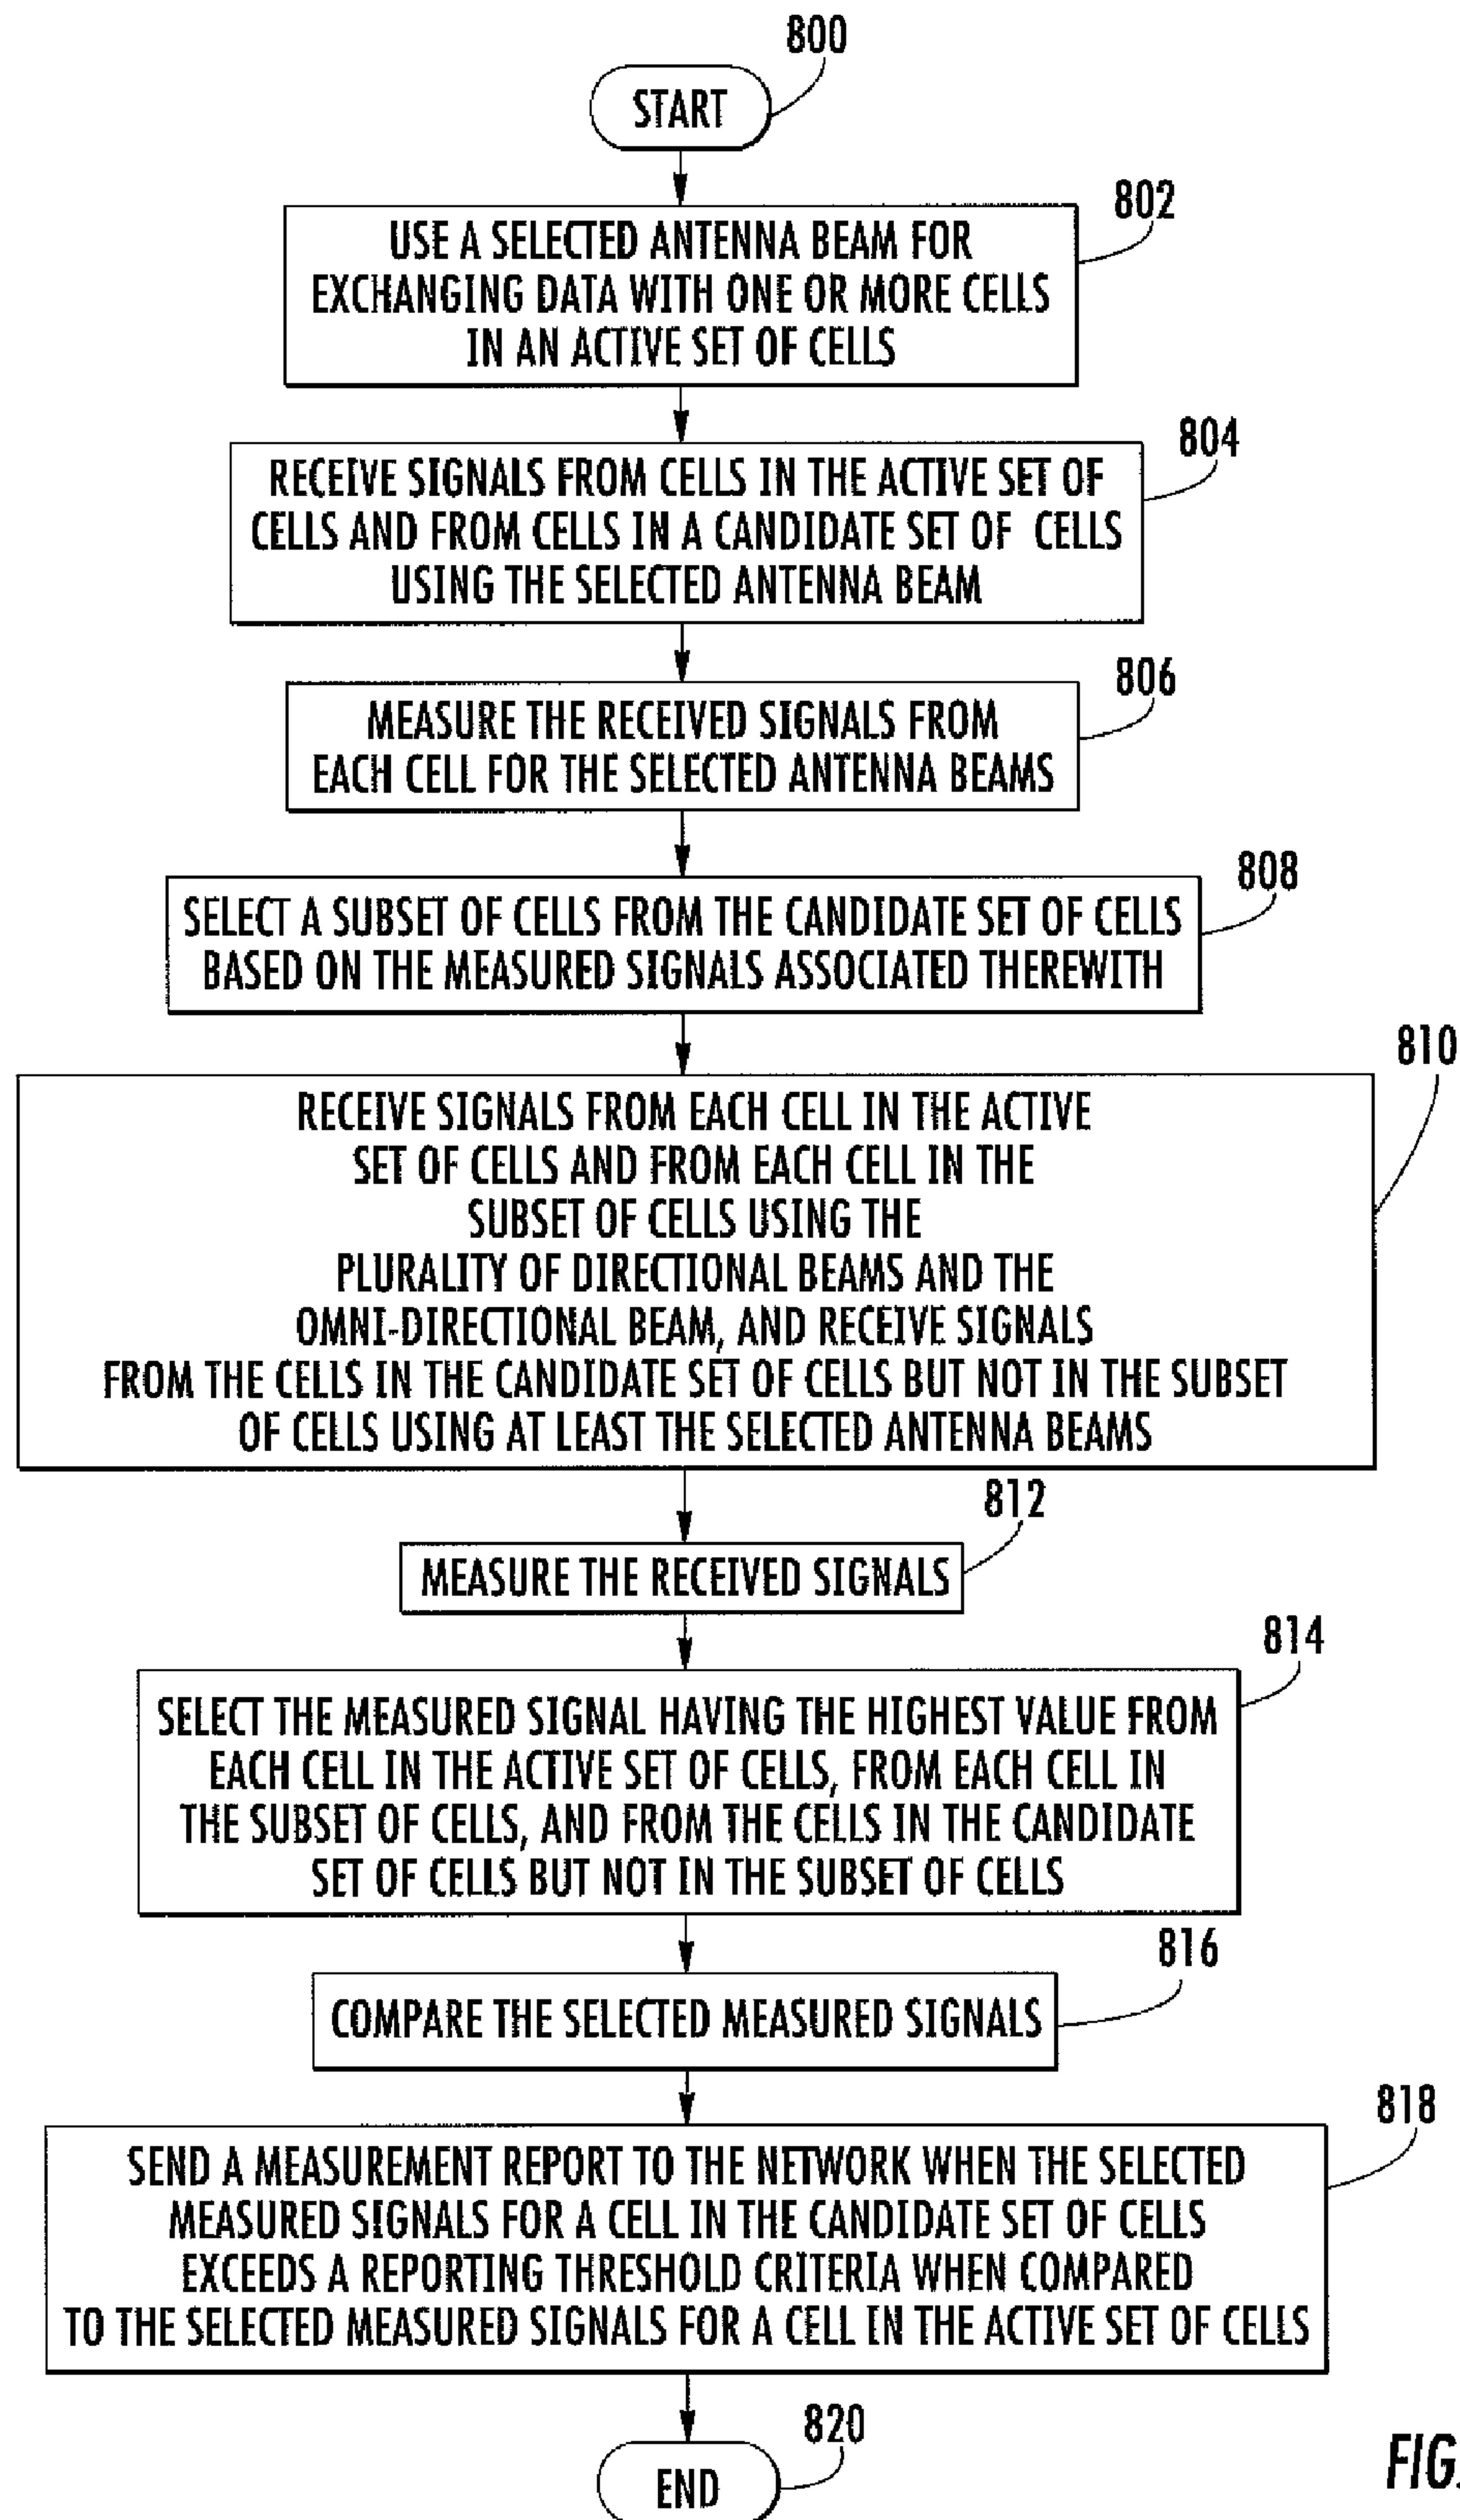 800
START
802
USE A SELECTED ANTENNA BEAM FOR
EXCHANGING DATA WITH ONE OR MORE CELLS
IN AN ACTIVE SET OF CELLS
804
RECEIVE SIGNALS FROM CELLS IN THE ACTIVE SET OF
CELLS AND FROM CELLS IN A CANDIDATE SET OF CELLS
USING THE SELECTED ANTENNA BEAM
806
MEASURE THE RECEIVED SIGNALS FROM
EACH CELL FOR THE SELECTED ANTENNA BEAMS
808
SELECT A SUBSET OF CELLS FROM THE CANDIDATE SET OF CELLS
BASED ON THE MEASURED SIGNALS ASSOCIATED THEREWITH
810
RECEIVE SIGNALS FROM EACH CELL IN THE ACTIVE
SET OF CELLS AND FROM EACH CELL IN THE
SUBSET OF CELLS USING THE
PLURALITY OF DIRECTIONAL BEAMS AND THE
OMNI-DIRECTIONAL BEAM, AND RECEIVE SIGNALS
FROM THE CELLS IN THE CANDIDATE SET OF CELLS BUT NOT IN THE SUBSET
OF CELLS USING AT LEAST THE SELECTED ANTENNA BEAMS
812
MEASURE THE RECEIVED SIGNALS
814
SELECT THE MEASURED SIGNAL HAVING THE HIGHEST VALUE FROM
EACH CELL IN THE ACTIVE SET OF CELLS, FROM EACH CELL IN
THE SUBSET OF CELLS, AND FROM THE CELLS IN THE CANDIDATE
SET OF CELLS BUT NOT IN THE SUBSET OF CELLS
816
COMPARE THE SELECTED MEASURED SIGNALS
818
SEND A MEASUREMENT REPORT TO THE NETWORK WHEN THE SELECTED
MEASURED SIGNALS FOR A CELL IN THE CANDIDATE SET OF CELLS
EXCEEDS A REPORTING THRESHOLD CRITERIA WHEN COMPARED
TO THE SELECTED MEASURED SIGNALS FOR A CELL IN THE ACTIVE SET OF CELLS
820
END
FIG.